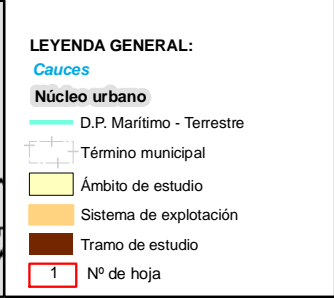 LEYENDA GENERAL:
Cauces
Núcleo urbano
D.P. Marítimo - Terrestre
Término municipal
Ámbito de estudio
Sistema de explotación
Tramo de estudio
1 Nº de hoja